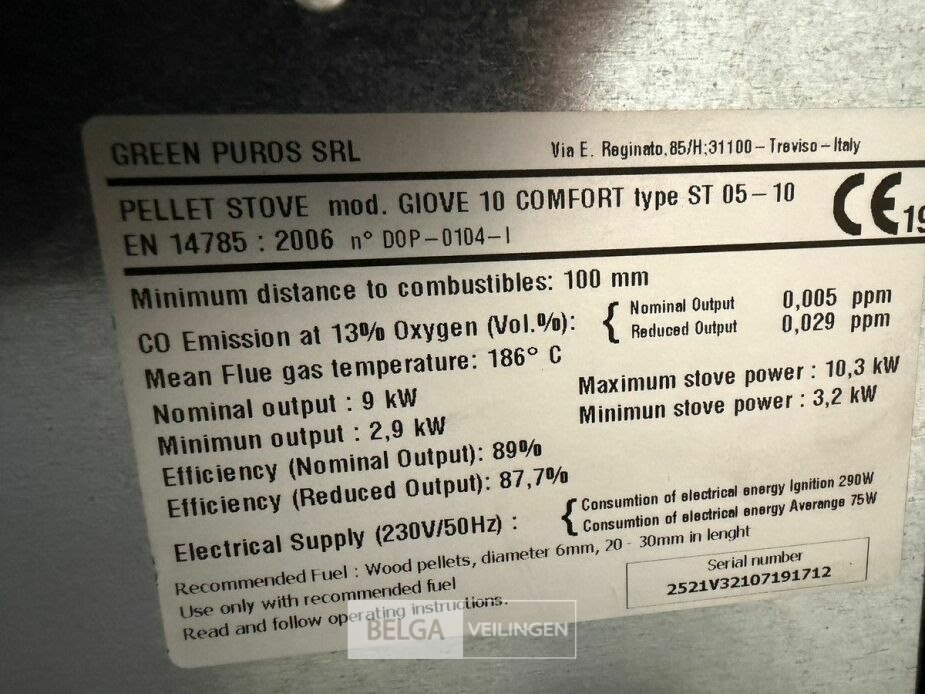 GREEN PUROS SRL
Via E. Reginato,85/H;31100 - Treviso - Italy
PELLET STOVE mod. GIOVE 10 COMFORT type ST 05-10
EN 14785 : 2006 n° DOP-0104-I
CE 19
Minimum distance to combustibles: 100 mm
CO Emission at 13% Oxygen (Vol.%): { Nominal Output 0,005 ppm
Reduced Output 0,029 ppm
Mean Flue gas temperature: 186° C
Nominal output : 9 kW
Maximum stove power : 10,3 kW
Minimun output : 2,9 kW
Minimun stove power : 3,2 kW
Efficiency (Nominal Output): 89%
Efficiency (Reduced Output): 87,7%
Electrical Supply (230V/50Hz) : { Consumtion of electrical energy Ignition 290W
Consumtion of electrical energy Averange 75W
Recommended Fuel : Wood pellets, diameter 6mm, 20 - 30mm in lenght
Use only with recommended fuel
Read and follow operating instructions.
Serial number
2521V32107191712
BELGA VEILINGEN